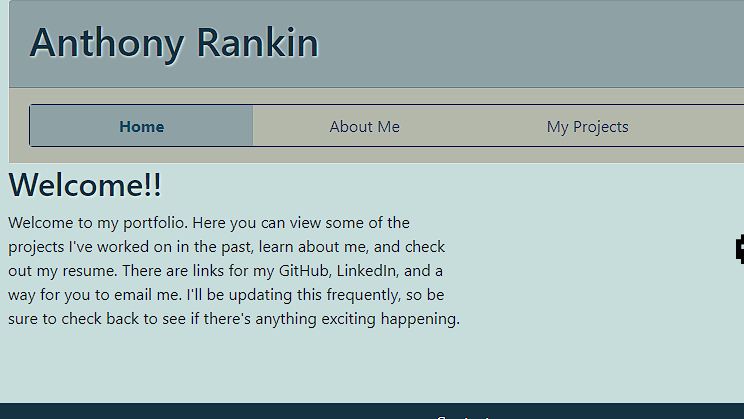 Anthony Rankin
Home About Me My Projects
Welcome!!
Welcome to my portfolio. Here you can view some of the
projects I've worked on in the past, learn about me, and check
out my resume. There are links for my GitHub, LinkedIn, and a
way for you to email me. I'll be updating this frequently, so be
sure to check back to see if there's anything exciting happening.